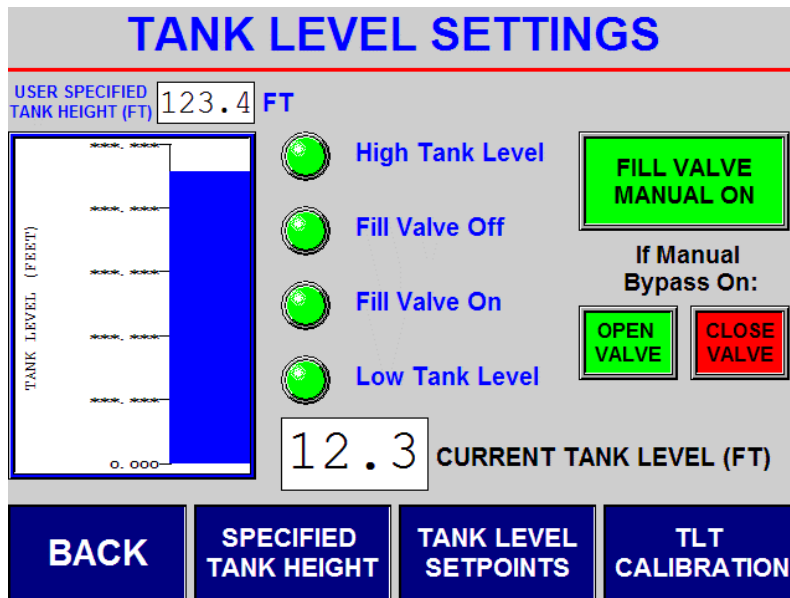 TANK LEVEL SETTINGS
USER SPECIFIED
TANK HEIGHT (FT)
123.4 FT
***.***
***.***
***.***
***.***
***.***
0.000
TANK LEVEL (FEET)
High Tank Level
Fill Valve Off
Fill Valve On
Low Tank Level
FILL VALVE
MANUAL ON
If Manual
Bypass On:
OPEN
VALVE
CLOSE
VALVE
12.3 CURRENT TANK LEVEL (FT)
BACK
SPECIFIED
TANK HEIGHT
TANK LEVEL
SETPOINTS
TLT
CALIBRATION